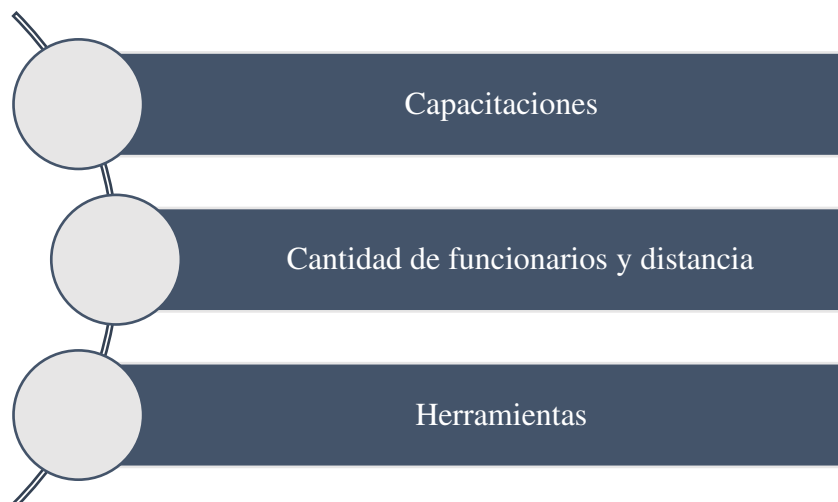 Capacitaciones
Cantidad de funcionarios y distancia
Herramientas